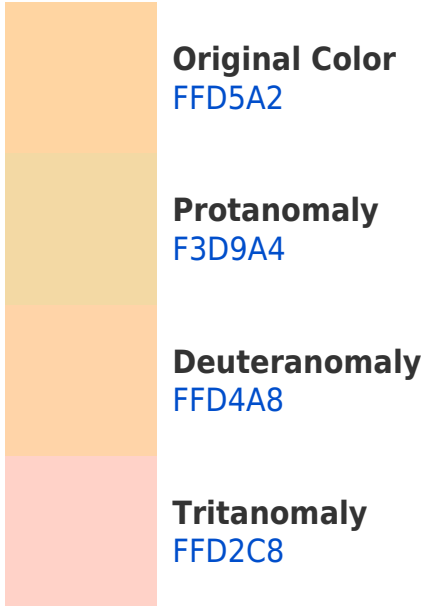 Original Color
FFD5A2
Protanomaly
F3D9A4
Deuteranomaly
FFD4A8
Tritanomaly
FFD2C8